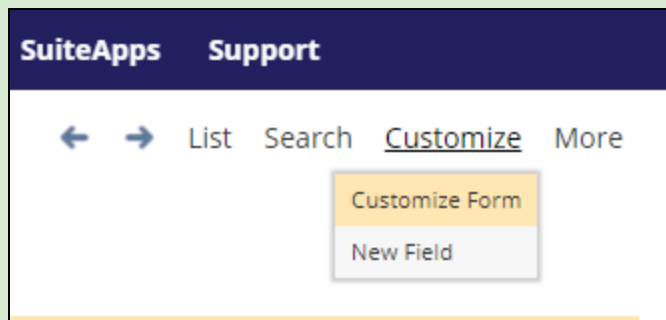 SuiteApps Support
List Search Customize More
Customize Form
New Field